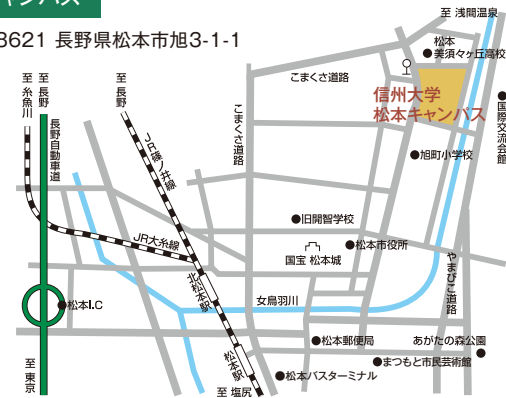 キャンパス
8621 長野県松本市旭3-1-1
至 浅間温泉
松本
美須々ヶ丘高校
こまくさ道路
信州大学
松本キャンパス
国際交流会館
至 糸魚川
至 長野
長野自動車道
至 長野
JR篠ノ井線
こまくさ道路
旭町小学校
旧開智学校
松本市役所
国宝 松本城
JR大糸線
北松本駅
女鳥羽川
やまびこ道路
松本I.C
松本郵便局
あがたの森公園
まつもと市民芸術館
松本駅
松本バスターミナル
至 東京
至 塩尻